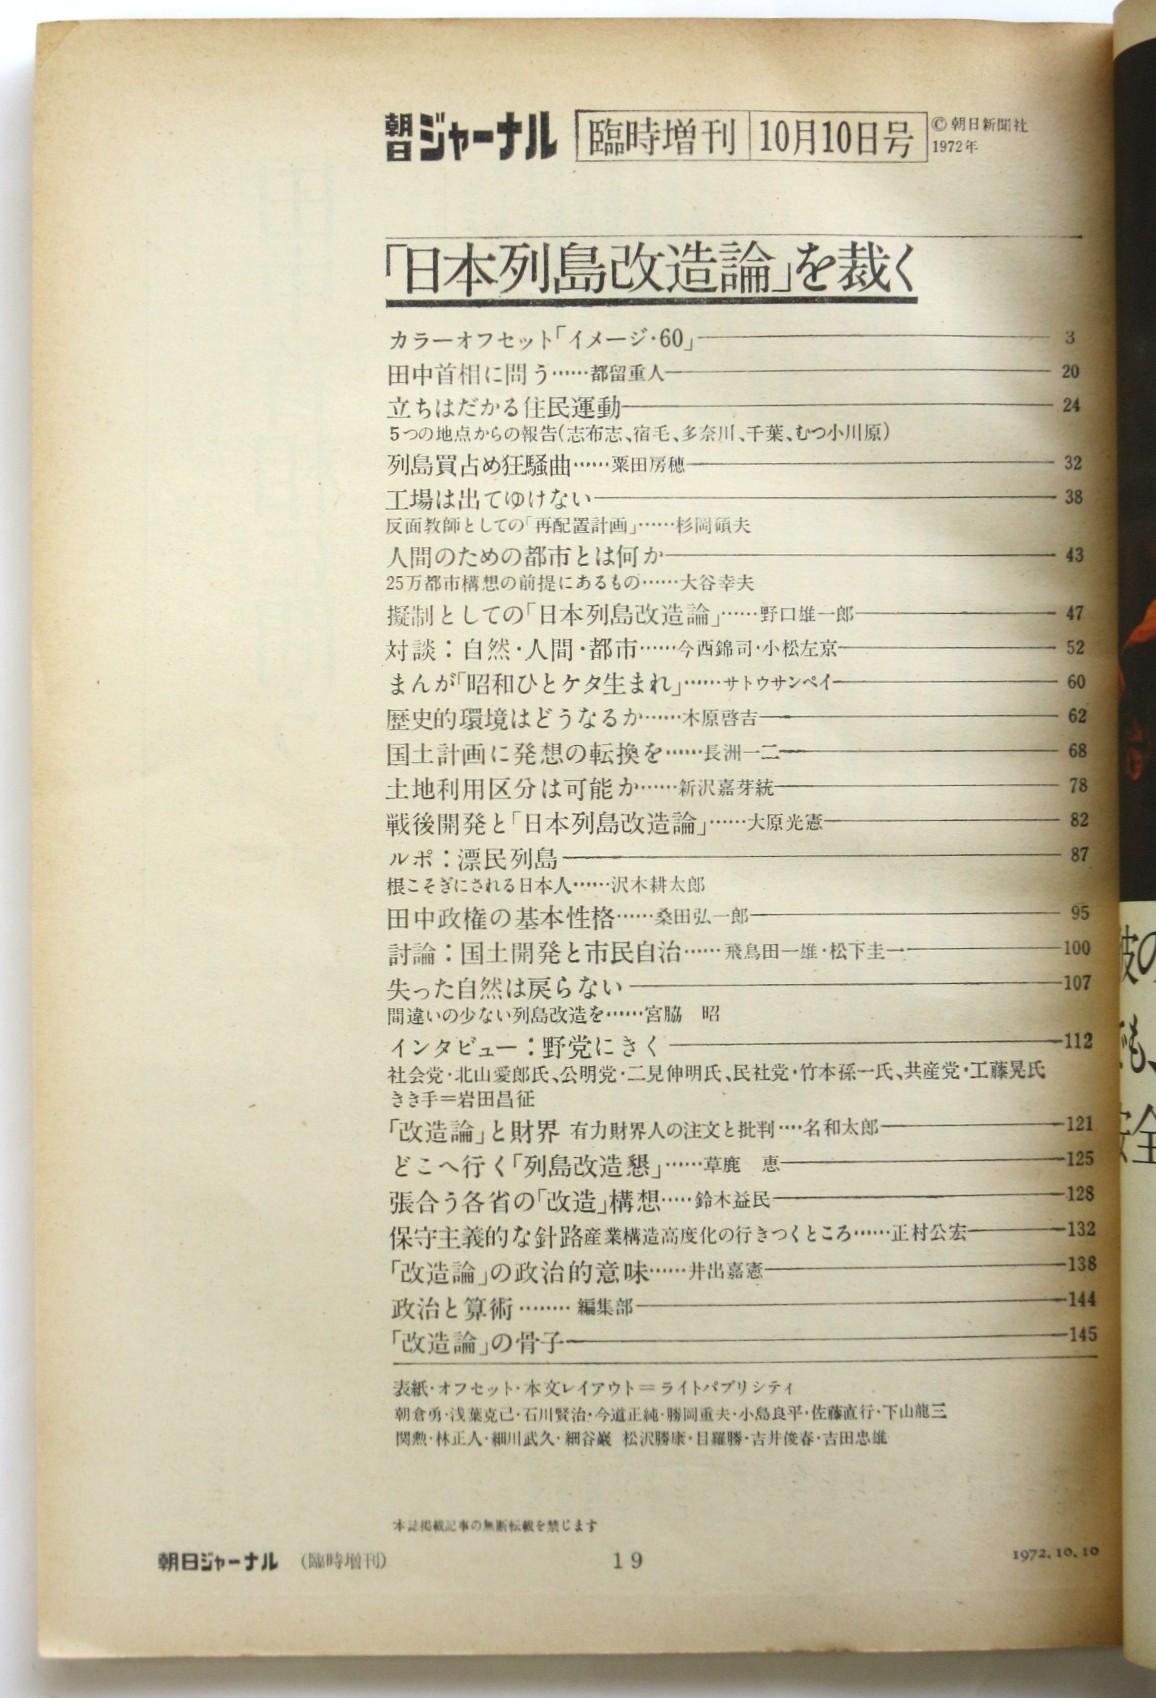 朝日ジャーナル 臨時増刊 10月10日号 ©朝日新聞社
1972年
「日本列島改造論」を裁く
カラーオフセット「イメージ・60」 3
田中首相に問う……都留重人 20
立ちはだかる住民運動 24
5つの地点からの報告(志布志、宿毛、多奈川、千葉、むつ小川原)
列島買占め狂騒曲……粟田房穂 32
工場は出てゆけない 38
反面教師としての「再配置計画」……杉岡碩夫
人間のための都市とは何か 43
25万都市構想の前提にあるもの……大谷幸夫
擬制としての「日本列島改造論」……野口雄一郎 47
対談：自然・人間・都市……今西錦司・小松左京 52
まんが「昭和ひとケタ生まれ」……サトウサンペイ 60
歴史的環境はどうなるか……木原啓吉 62
国土計画に発想の転換を……長洲一二 68
土地利用区分は可能か……新沢嘉芽統 78
戦後開発と「日本列島改造論」……大原光憲 82
ルポ：漂民列島 87
根こそぎにされる日本人……沢木耕太郎
田中政権の基本性格……桑田弘一郎 95
討論：国土開発と市民自治……飛鳥田一雄・松下圭一 100
失った自然は戻らない 107
間違いの少ない列島改造を……宮脇 昭
インタビュー：野党にきく 112
社会党・北山愛郎氏、公明党・二見伸明氏、民社党・竹本孫一氏、共産党・工藤晃氏
きき手＝岩田昌征
「改造論」と財界 有力財界人の注文と批判‥‥名和太郎 121
どこへ行く「列島改造懇」……草鹿 恵 125
張合う各省の「改造」構想……鈴木益民 128
保守主義的な針路産業構造高度化の行きつくところ……正村公宏 132
「改造論」の政治的意味……井出嘉憲 138
政治と算術………編集部 144
「改造論」の骨子 145
表紙・オフセット・本文レイアウト＝ライトパブリシティ
朝倉勇・浅葉克己・石川賢治・今道正純・勝岡重夫・小島良平・佐藤直行・下山龍三
関勲・林正人・細川武久・細谷巖 松沢勝康・目羅勝・吉井俊春・吉田忠雄
本誌掲載記事の無断転載を禁じます
朝日ジャーナル (臨時増刊) 19 1972.10.10